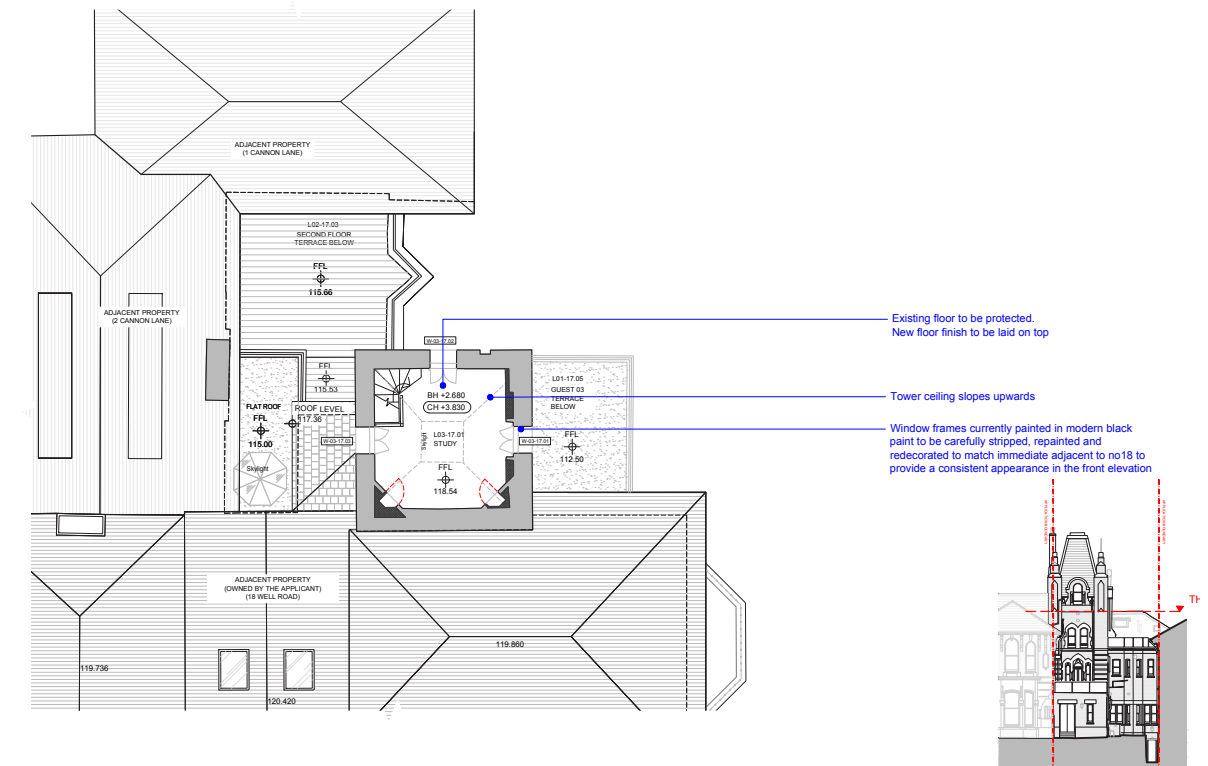 ADJACENT PROPERTY
(1 CANNON LANE)
L02-17.03
SECOND FLOOR
TERRACE BELOW
FFL
115.66
ADJACENT PROPERTY
(2 CANNON LANE)
W-03-17.02
Existing floor to be protected.
New floor finish to be laid on top
FFL
115.53
L01-17.05
GUEST 03
TERRACE
BELOW
FFL
112.50
BH +2.680
CH +3.830
Tower ceiling slopes upwards
FLAT ROOF
FFL
115.00
ROOF LEVEL
117.36
W-03-17.03
Skylight
L03-17.01
STUDY
W-03-17.01
Window frames currently painted in modern black
paint to be carefully stripped, repainted and
redecorated to match immediate adjacent to no18 to
provide a consistent appearance in the front elevation
Skylight
FFL
118.54
ADJACENT PROPERTY
(OWNED BY THE APPLICANT)
(18 WELL ROAD)
119.860
119.736
120.420